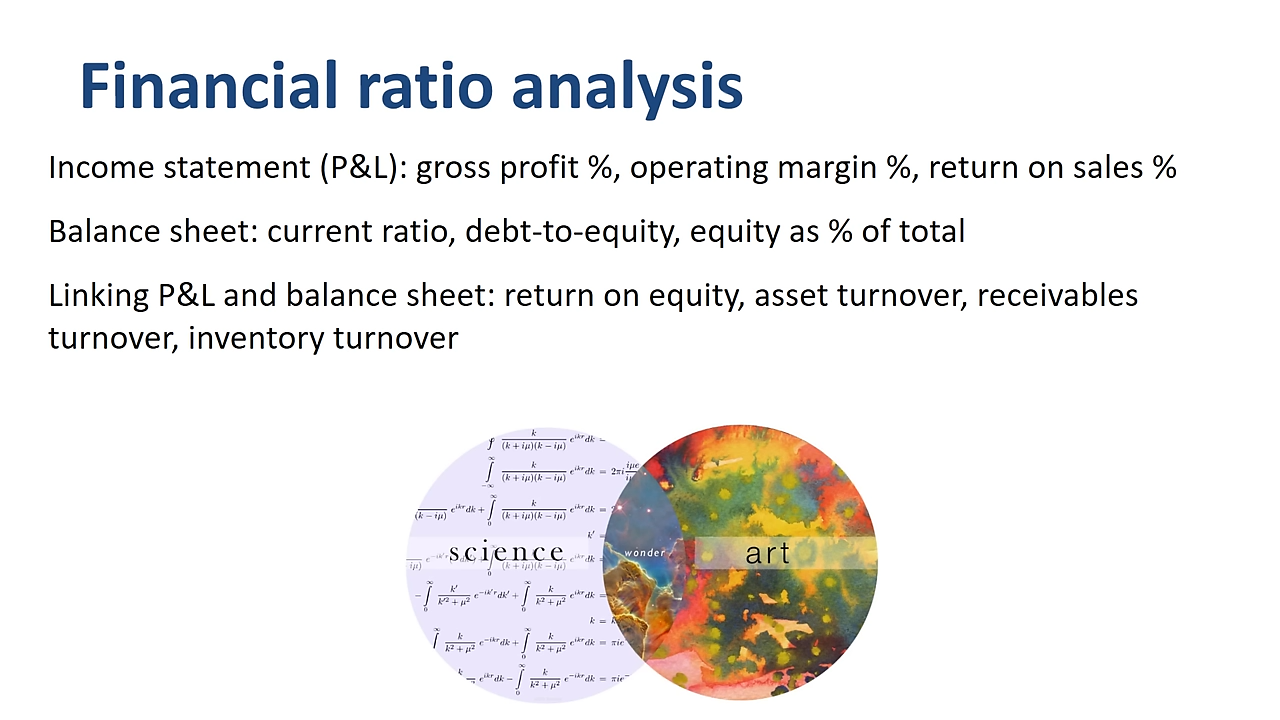 Financial ratio analysis
Income statement (P&L): gross profit %, operating margin %, return on sales %
Balance sheet: current ratio, debt-to-equity, equity as % of total
Linking P&L and balance sheet: return on equity, asset turnover, receivables
turnover, inventory turnover
science
wonder
art